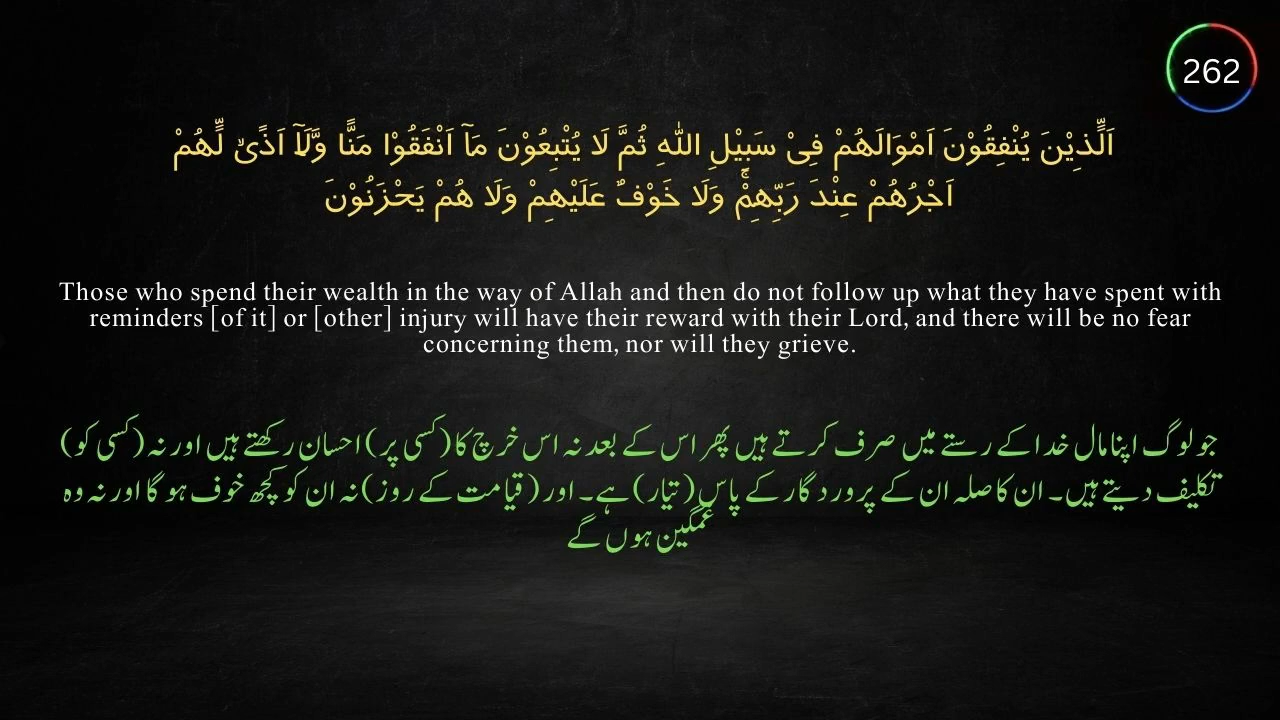 262
اَلَّذِيْنَ يُنْفِقُوْنَ اَمْوَالَهُمْ فِىْ سَبِيْلِ اللّٰهِ ثُمَّ لَا يُتْبِعُوْنَ مَآ اَنْفَقُوْا مَنًّا وَّلَآ اَذًىۙ لَّهُمْ
اَجْرُهُمْ عِنْدَ رَبِّهِمْۚ وَلَا خَوْفٌ عَلَيْهِمْ وَلَا هُمْ يَحْزَنُوْنَ
Those who spend their wealth in the way of Allah and then do not follow up what they have spent with
reminders [of it] or [other] injury will have their reward with their Lord, and there will be no fear
concerning them, nor will they grieve.
جو لوگ اپنا مال خدا کے رستے میں صرف کرتے ہیں پھر اس کے بعد نہ اس خرچ کا (کسی پر) احسان رکھتے ہیں اور نہ (کسی کو)
تکلیف دیتے ہیں۔ ان کا صلہ ان کے پروردگار کے پاس (تیار) ہے۔ اور (قیامت کے روز) نہ ان کو کچھ خوف ہو گا اور نہ وہ
غمگین ہوں گے